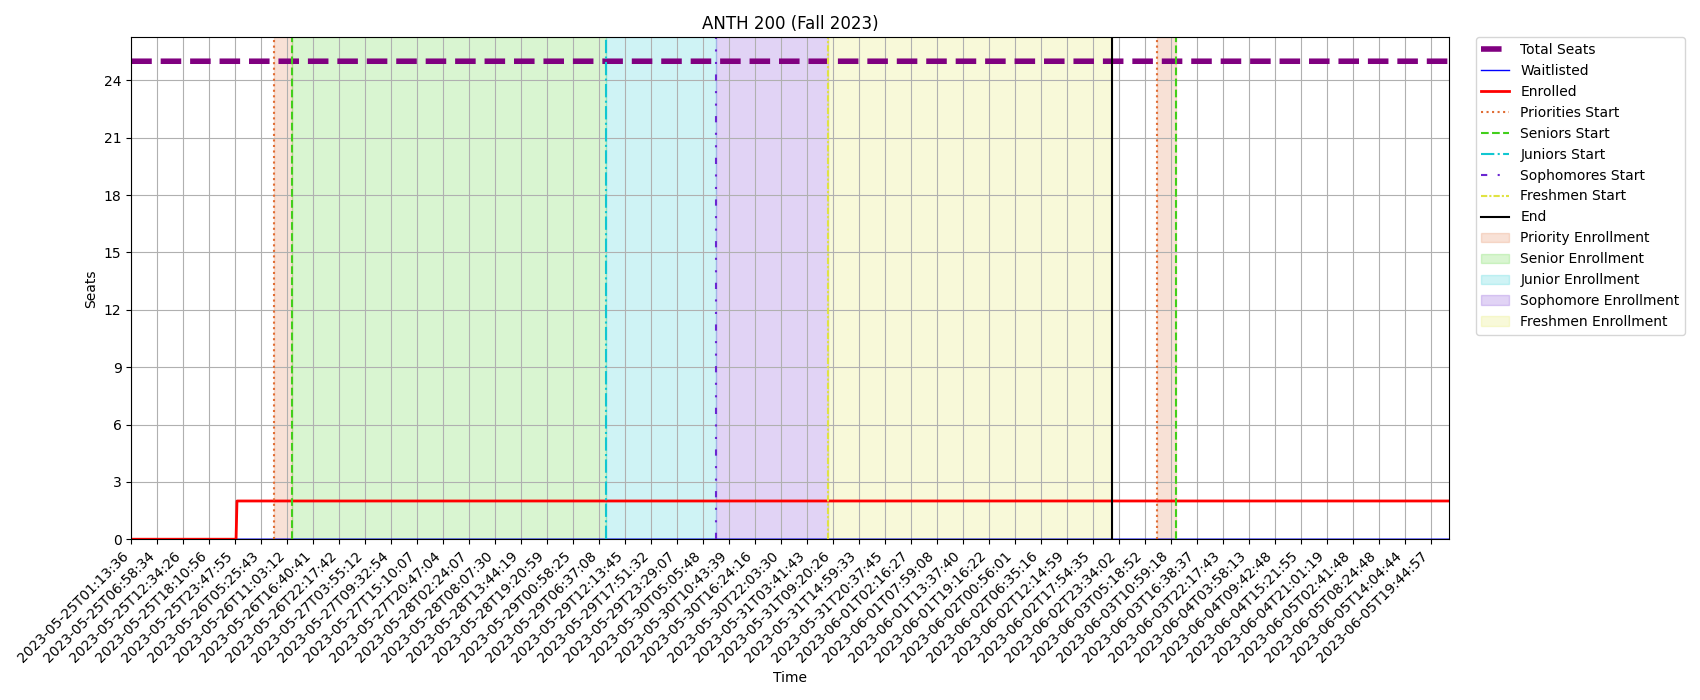 ANTH 200 (Fall 2023)
24
21
18
15
12
9
6
3
0
Seats
2023-05-25T01:13:36
2023-05-25T06:58:34
2023-05-25T12:34:26
2023-05-25T18:10:56
2023-05-25T23:47:55
2023-05-26T05:25:43
2023-05-26T11:03:12
2023-05-26T16:40:41
2023-05-26T22:17:42
2023-05-27T03:55:12
2023-05-27T09:32:54
2023-05-27T15:10:07
2023-05-27T20:47:04
2023-05-28T02:24:07
2023-05-28T08:07:30
2023-05-28T13:44:19
2023-05-28T19:20:59
2023-05-29T00:58:25
2023-05-29T06:37:08
2023-05-29T12:13:45
2023-05-29T17:51:32
2023-05-29T23:29:07
2023-05-30T05:05:48
2023-05-30T10:43:39
2023-05-30T16:24:16
2023-05-30T22:03:30
2023-05-31T03:41:43
2023-05-31T09:20:26
2023-05-31T14:59:33
2023-05-31T20:37:45
2023-06-01T02:16:27
2023-06-01T07:59:08
2023-06-01T13:37:40
2023-06-01T19:16:22
2023-06-02T00:56:01
2023-06-02T06:35:16
2023-06-02T12:14:59
2023-06-02T17:54:35
2023-06-02T23:34:02
2023-06-03T05:18:52
2023-06-03T10:59:18
2023-06-03T16:38:37
2023-06-03T22:17:43
2023-06-04T03:58:13
2023-06-04T09:42:48
2023-06-04T15:21:55
2023-06-04T21:01:19
2023-06-05T02:41:48
2023-06-05T08:24:48
2023-06-05T14:04:44
2023-06-05T19:44:57
Time
Total Seats
Waitlisted
Enrolled
Priorities Start
Seniors Start
Juniors Start
Sophomores Start
Freshmen Start
End
Priority Enrollment
Senior Enrollment
Junior Enrollment
Sophomore Enrollment
Freshmen Enrollment